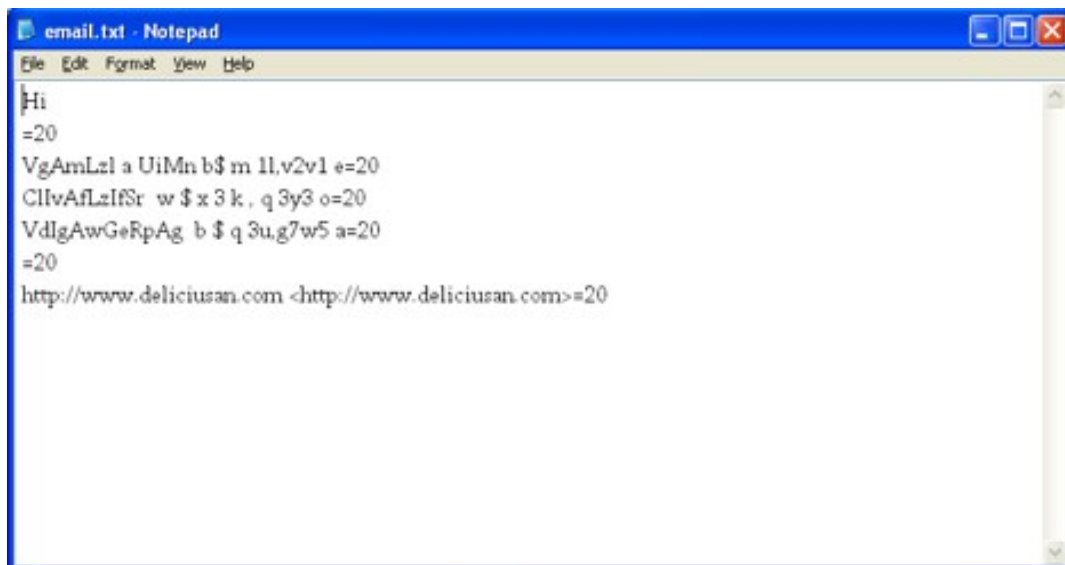 email.txt - Notepad
File Edit Format View Help
Hi
=20
VgAmLzl a UiMn b$ m 1l,v2v1 e=20
ClIvAfLzIfSr w $ x 3 k , q 3y3 o=20
VdIgAwGeRpAg b $ q 3u,g7w5 a=20
=20
http://www.deliciusan.com <http://www.deliciusan.com>=20